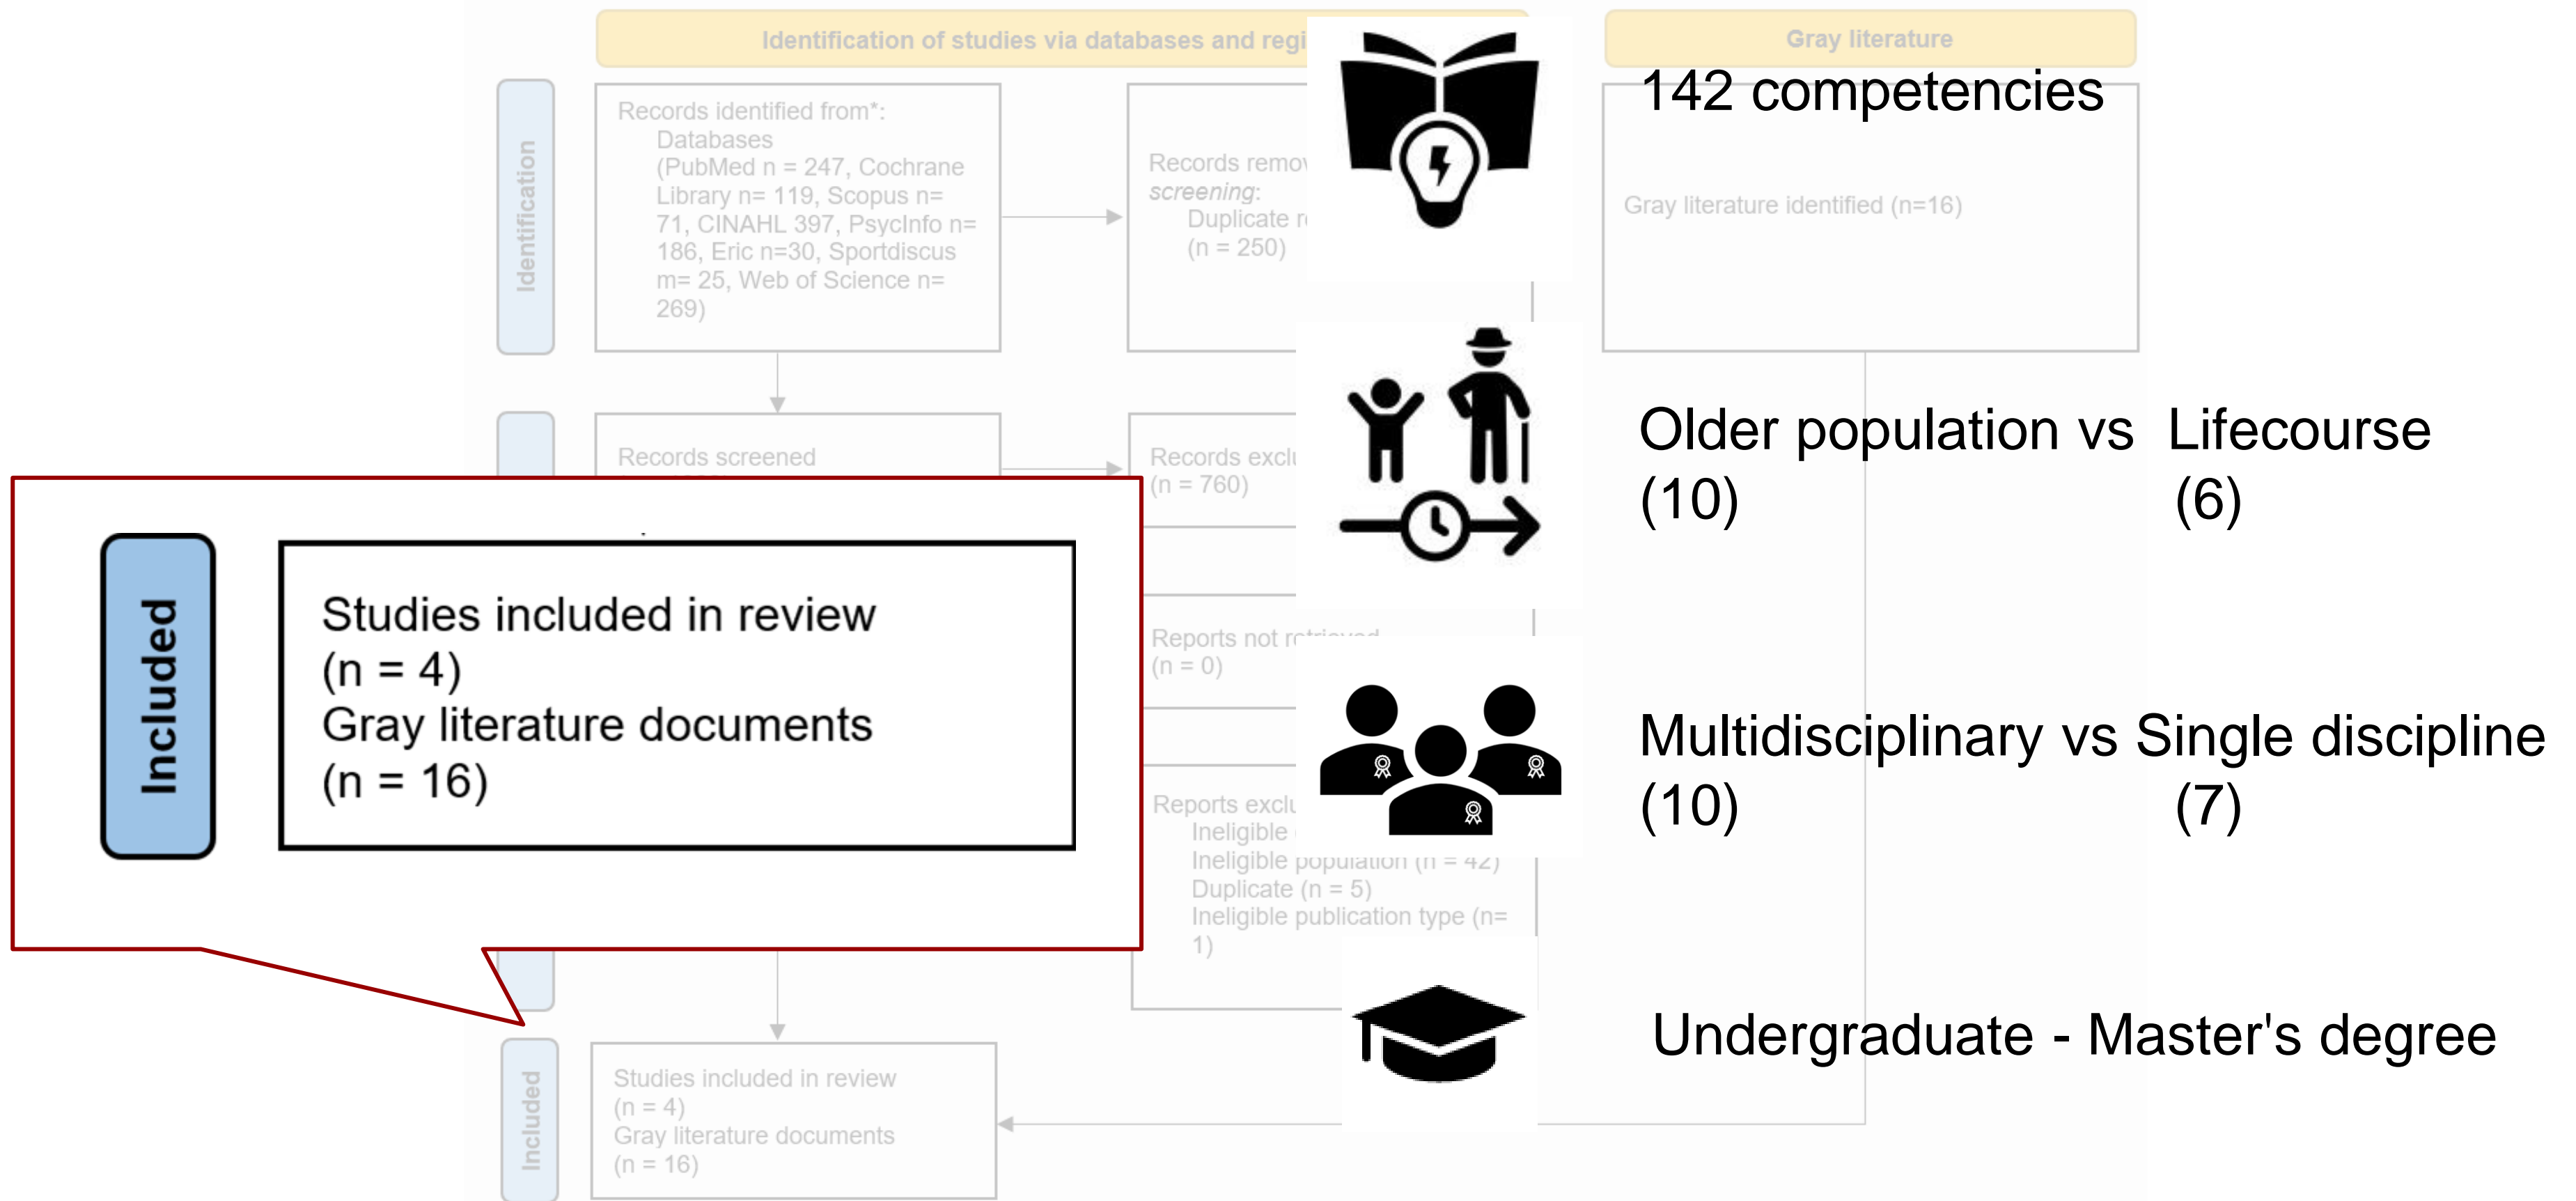 Identification of studies via databases and regi
Gray literature
Identification
Records identified from*:
Databases
(PubMed n = 247, Cochrane
Library n= 119, Scopus n=
71, CINAHL 397, PsycInfo n=
186, Eric n=30, Sportdiscus
m= 25, Web of Science n=
269)
Records remov
screening:
Duplicate r
(n = 250)
142 competencies
Gray literature identified (n=16)
Records screened
Records exclu
(n = 760)
Older population vs Lifecourse
(10) (6)
Included
Studies included in review
(n = 4)
Gray literature documents
(n = 16)
Reports not retrieved
(n = 0)
Multidisciplinary vs Single discipline
(10) (7)
Reports exclu
Ineligible
Ineligible population (n = 42)
Duplicate (n = 5)
Ineligible publication type (n=
1)
Undergraduate - Master's degree
Included
Studies included in review
(n = 4)
Gray literature documents
(n = 16)